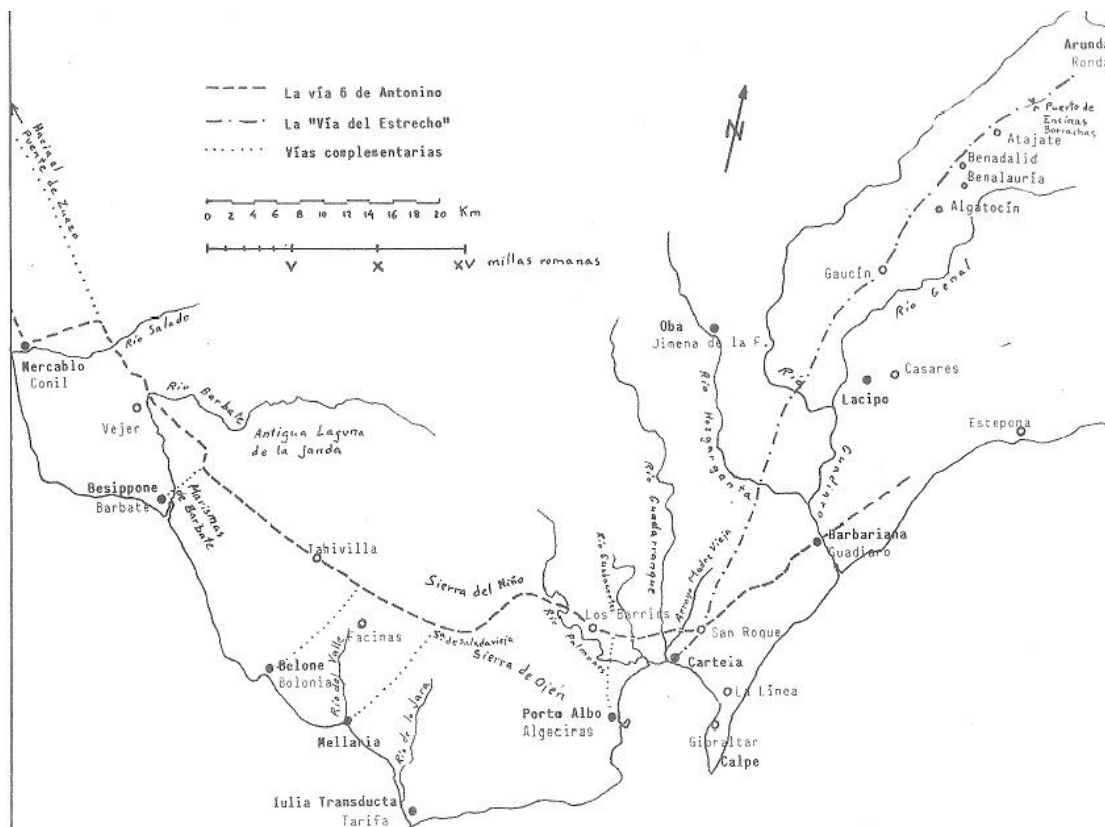 La vía 6 de Antonino
La "Vía del Estrecho"
Vías complementarias
0 2 4 6 8 10 12 14 16 18 20 Km
V X XV millas romanas
N
Hacia el
Puente de Zuazo
Arunda
Ronda
Puerto de
Encinas
Borrachas
Atajate
Benadalid
Benalauría
Algatocín
Gaucín
Río Genal
Oba
Jimena de la F.
Río
Guadiaro
Casares
Lacipo
Estepona
Río Hozgarganta
Río Guadarranque
Mercablo
Conil
Río Salado
Vejer
Río Barbate
Antigua Laguna
de la Janda
Besippone
Barbate
Marismas
de Barbate
Tahivilla
Sierra del Niño
Facinas
Sª de Saladavieja
Sierra de Ojén
Belone
Bolonia
Río del Valle
Mellaria
Río de la Jara
Iulia Transducta
Tarifa
Los Barrios
Río Palmones
Arroyo Madre Vieja
San Roque
Carteia
Barbariana
Guadiaro
Porto Albo
Algeciras
La Línea
Gibraltar
Calpe